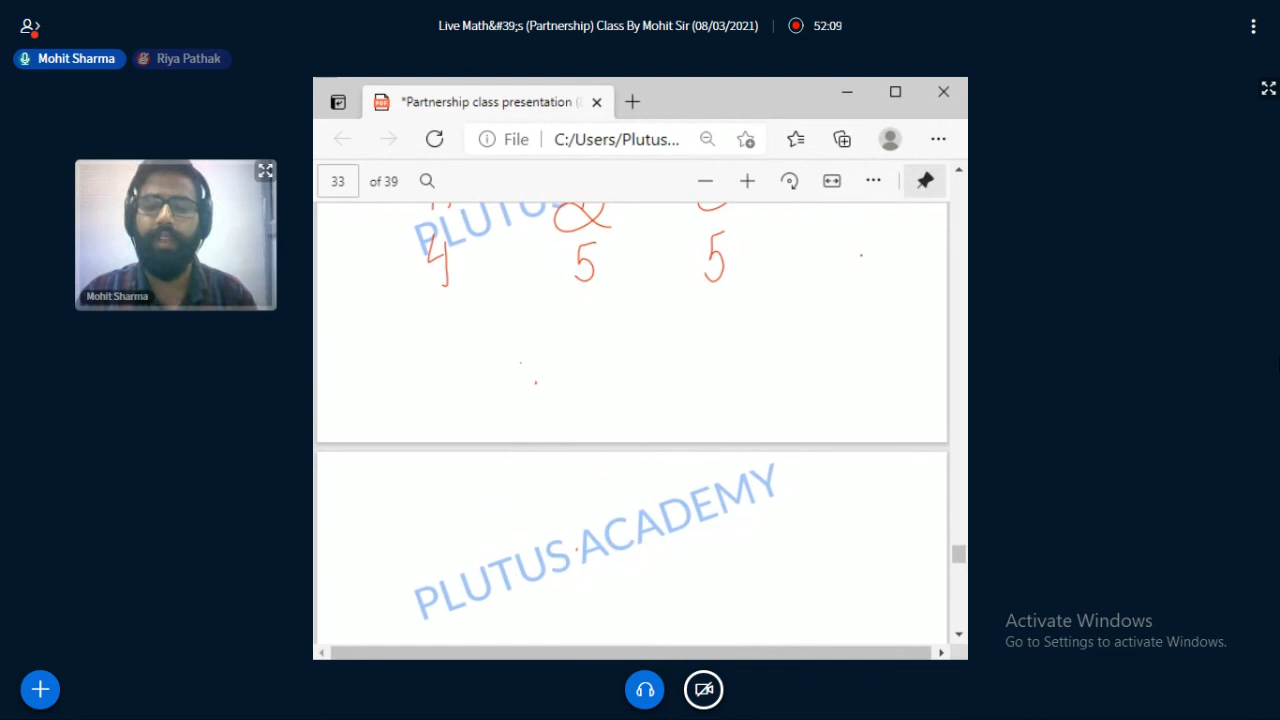 Live Math&#39;s (Partnership) Class By Mohit Sir (08/03/2021)
52:09
Mohit Sharma
Riya Pathak
*Partnership class presentation (
File
C:/Users/Plutus...
33
of 39
PLUTUS
4 5 5
Mohit Sharma
PLUTUS ACADEMY
Activate Windows
Go to Settings to activate Windows.